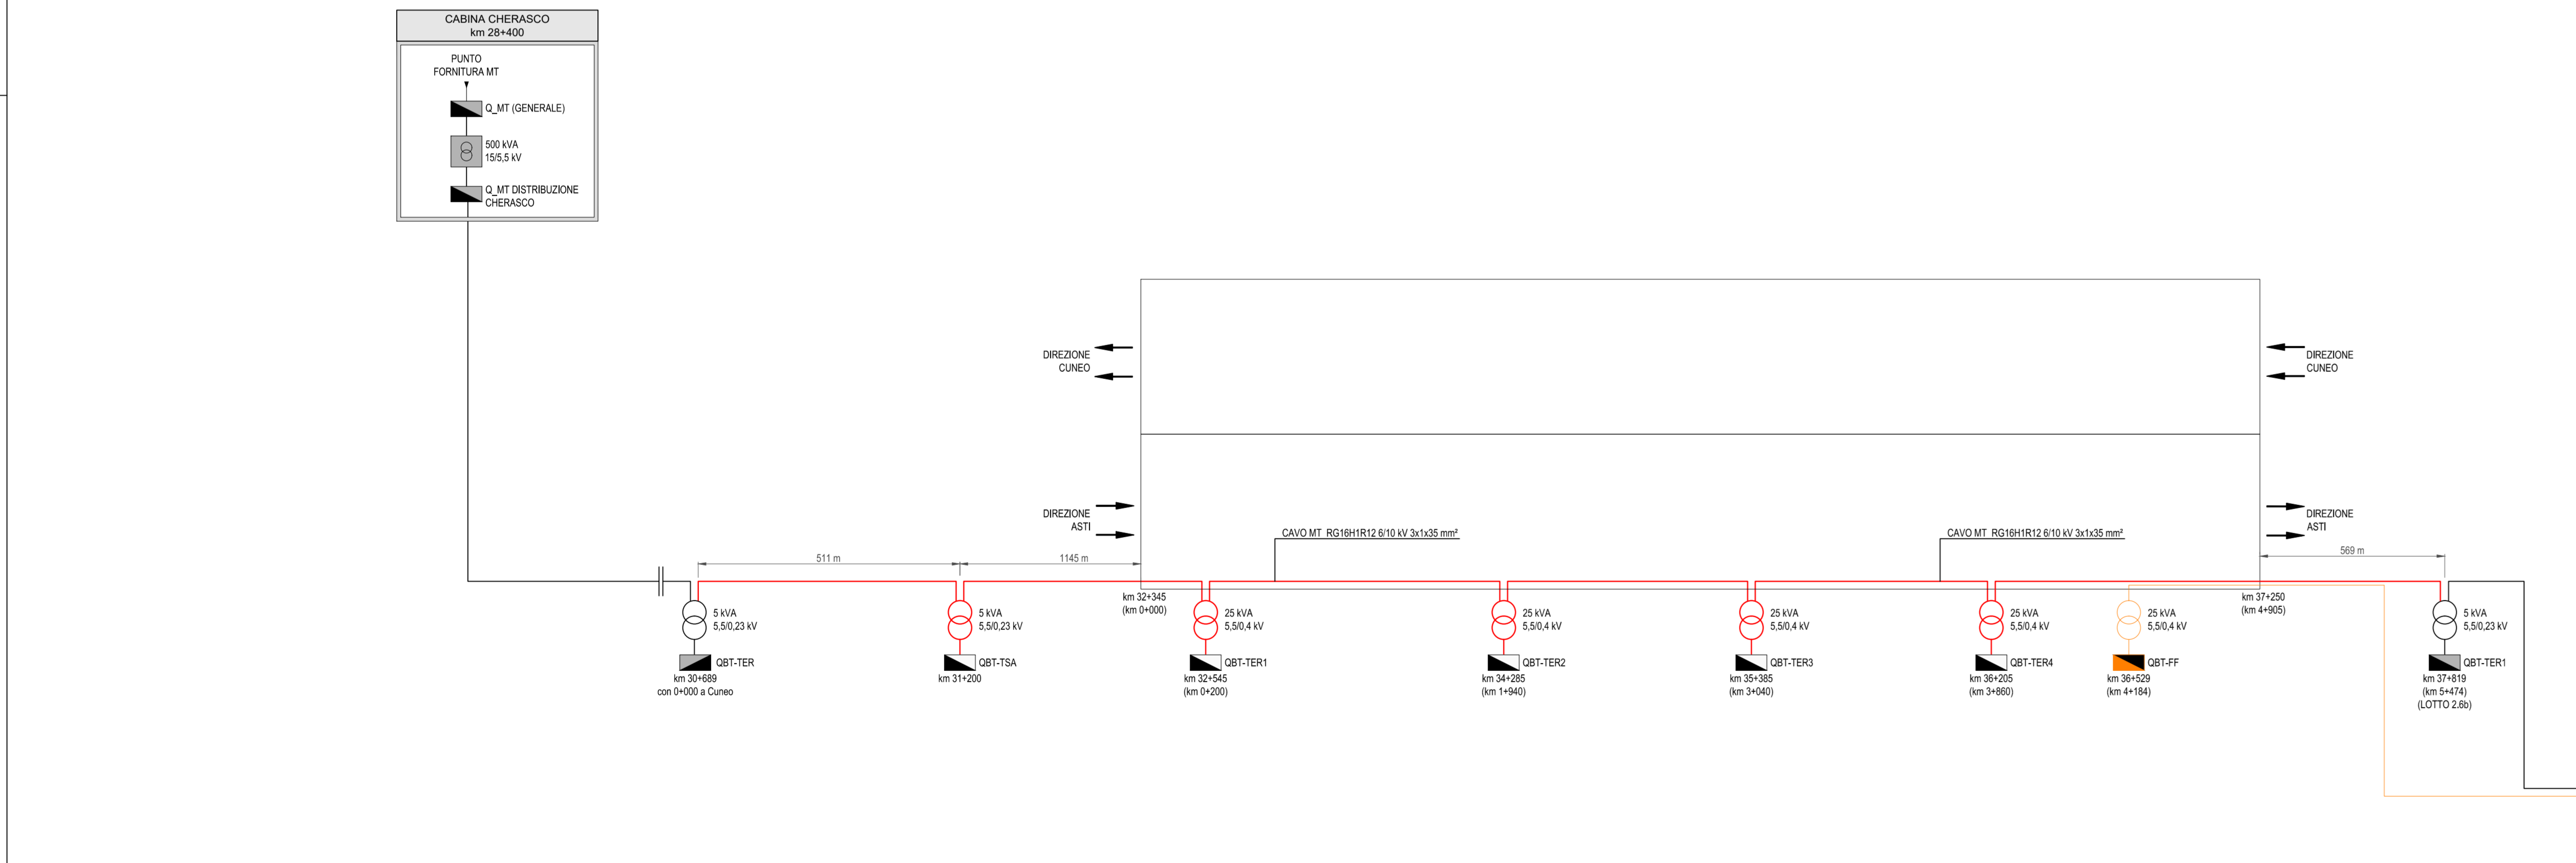 CABINA CHERASCO
km 28+400
PUNTO
FORNITURA MT
Q_MT (GENERALE)
500 kVA
15/5,5 kV
Q_MT DISTRIBUZIONE
CHERASCO
DIREZIONE
CUNEO
DIREZIONE
CUNEO
DIREZIONE
ASTI
DIREZIONE
ASTI
CAVO MT RG16H1R12 6/10 kV 3x1x35 mm²
CAVO MT RG16H1R12 6/10 kV 3x1x35 mm²
511 m
1145 m
569 m
km 32+345
(km 0+000)
km 37+250
(km 4+905)
5 kVA
5,5/0,23 kV
QBT-TER
km 30+689
con 0+000 a Cuneo
5 kVA
5,5/0,23 kV
QBT-TSA
km 31+200
25 kVA
5,5/0,4 kV
QBT-TER1
km 32+545
(km 0+200)
25 kVA
5,5/0,4 kV
QBT-TER2
km 34+285
(km 1+940)
25 kVA
5,5/0,4 kV
QBT-TER3
km 35+385
(km 3+040)
25 kVA
5,5/0,4 kV
QBT-TER4
km 36+205
(km 3+860)
25 kVA
5,5/0,4 kV
QBT-FF
km 36+529
(km 4+184)
5 kVA
5,5/0,23 kV
QBT-TER1
km 37+819
(km 5+474)
(LOTTO 2.6b)